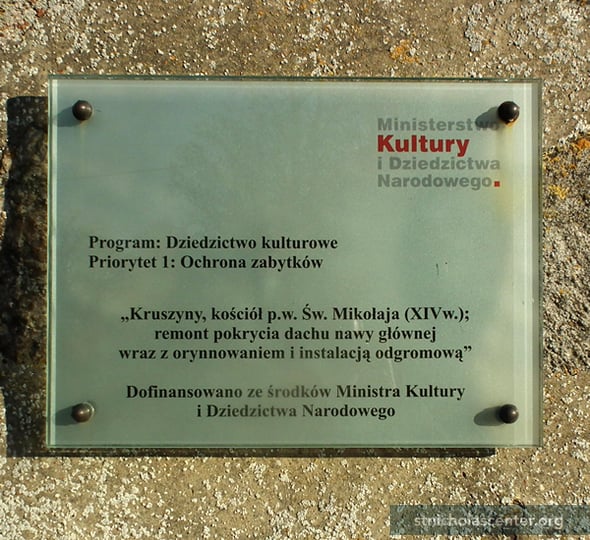 Ministerstwo
Kultury
i Dziedzictwa
Narodowego.
Program: Dziedzictwo kulturowe
Priorytet 1: Ochrona zabytków
„Kruszyny, kościół p.w. Św. Mikołaja (XIVw.);
remont pokrycia dachu nawy głównej
wraz z orynnowaniem i instalacją odgromową”
Dofinansowano ze środków Ministra Kultury
i Dziedzictwa Narodowego
stnicholascenter.org